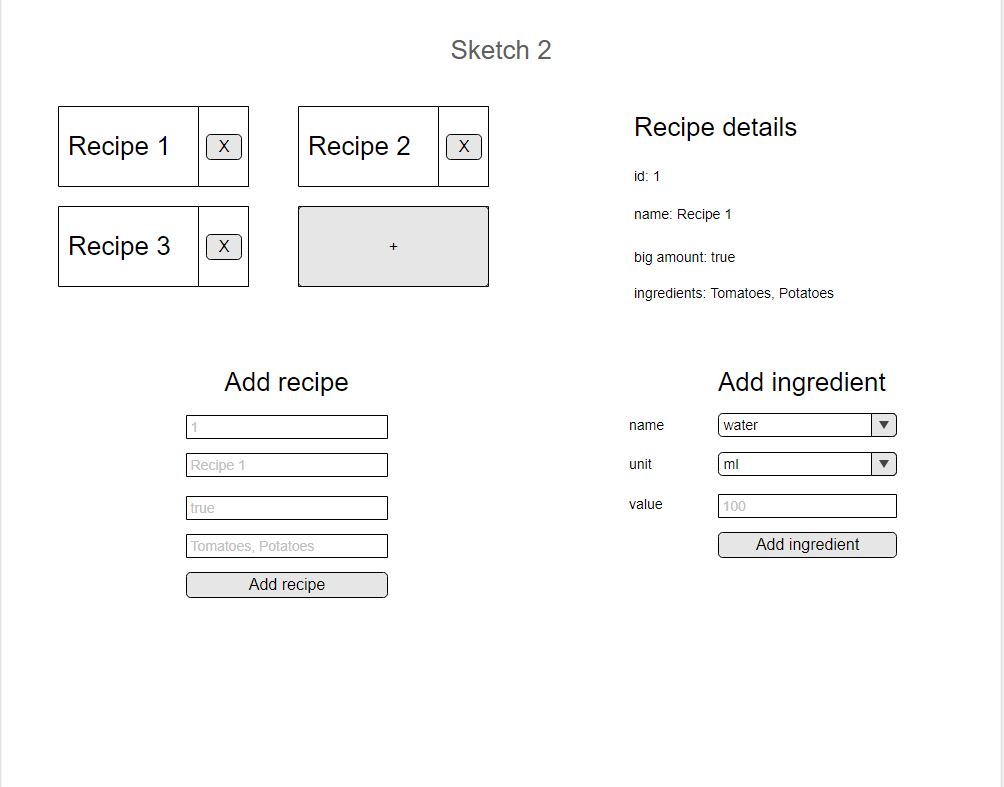 Sketch 2
Recipe 1
X
Recipe 2
X
Recipe 3
X
+
Recipe details
id: 1
name: Recipe 1
big amount: true
ingredients: Tomatoes, Potatoes
Add recipe
1
Recipe 1
true
Tomatoes, Potatoes
Add recipe
Add ingredient
name
water
unit
ml
value
100
Add ingredient